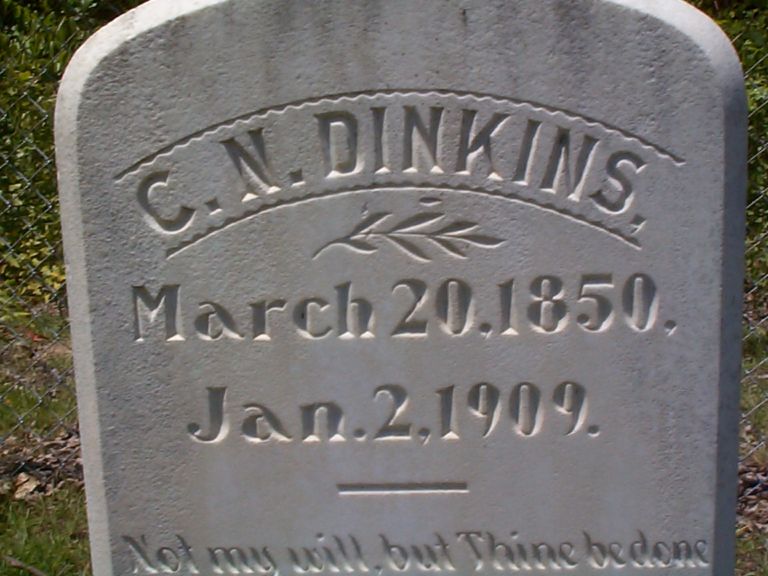 C. N. DINKINS,
March 20, 1850,
Jan. 2, 1909.
Not my will, but Thine be done